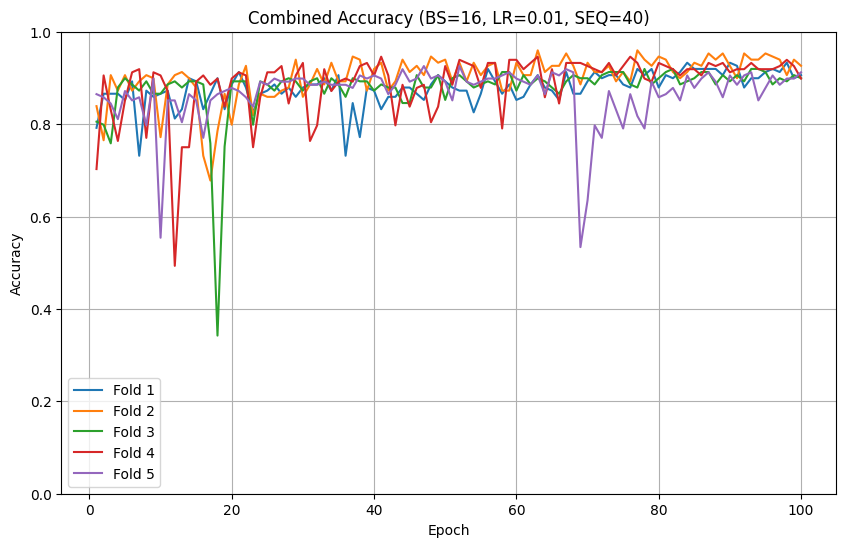 Combined Accuracy (BS=16, LR=0.01, SEQ=40)
1.0
0.8
0.6
0.4
0.2
0.0
Accuracy
Fold 1
Fold 2
Fold 3
Fold 4
Fold 5
0 20 40 60 80 100
Epoch